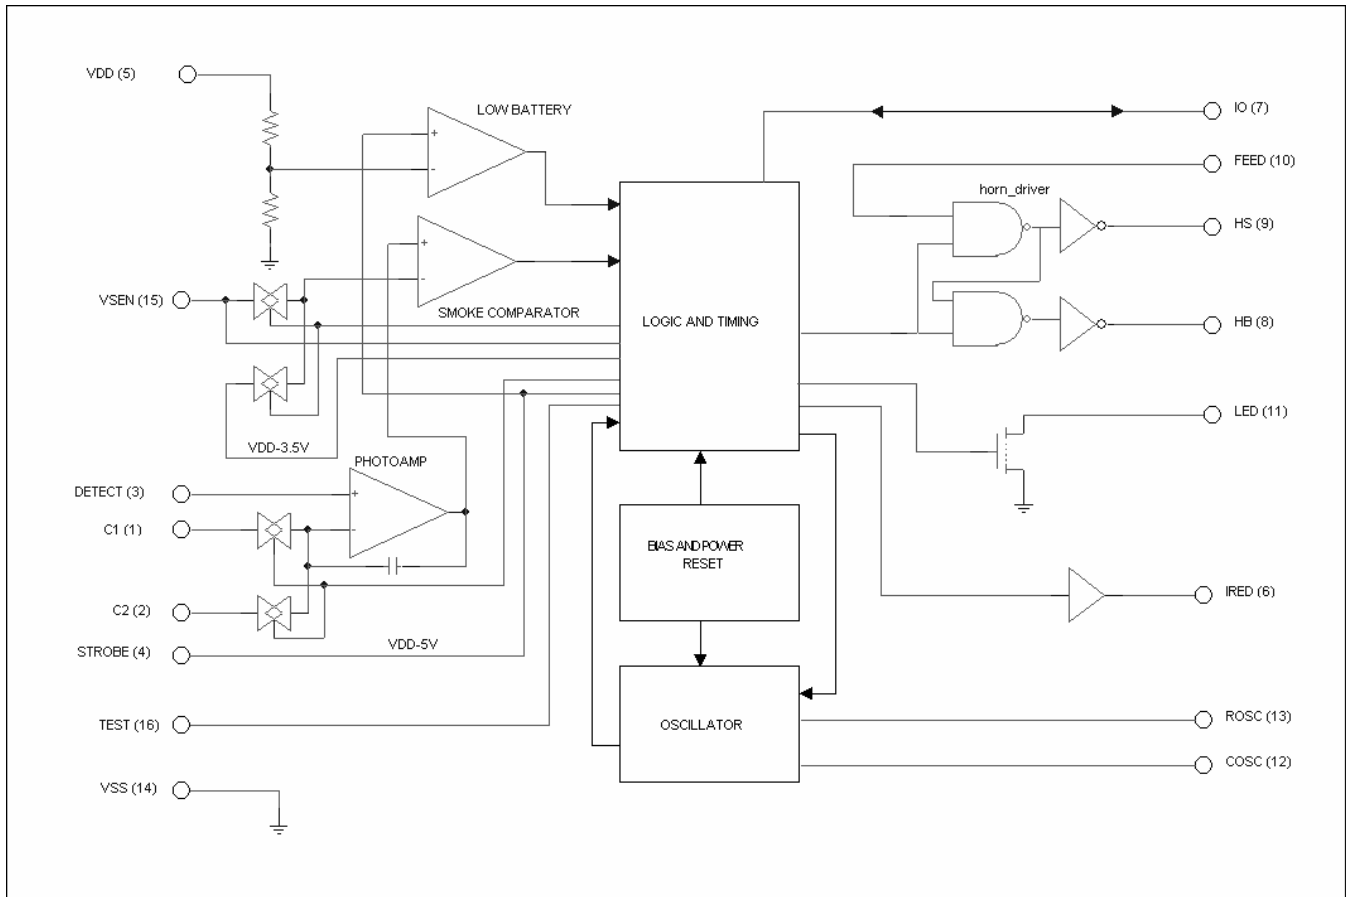 VDD (5)
LOW BATTERY
IO (7)
+
-
FEED (10)
horn_driver
HS (9)
+
-
VSEN (15)
SMOKE COMPARATOR
LOGIC AND TIMING
HB (8)
VDD-3.5V
LED (11)
PHOTOAMP
DETECT (3)
+
C1 (1)
-
BIAS AND POWER
RESET
IRED (6)
C2 (2)
VDD-5V
STROBE (4)
TEST (16)
OSCILLATOR
ROSC (13)
COSC (12)
VSS (14)